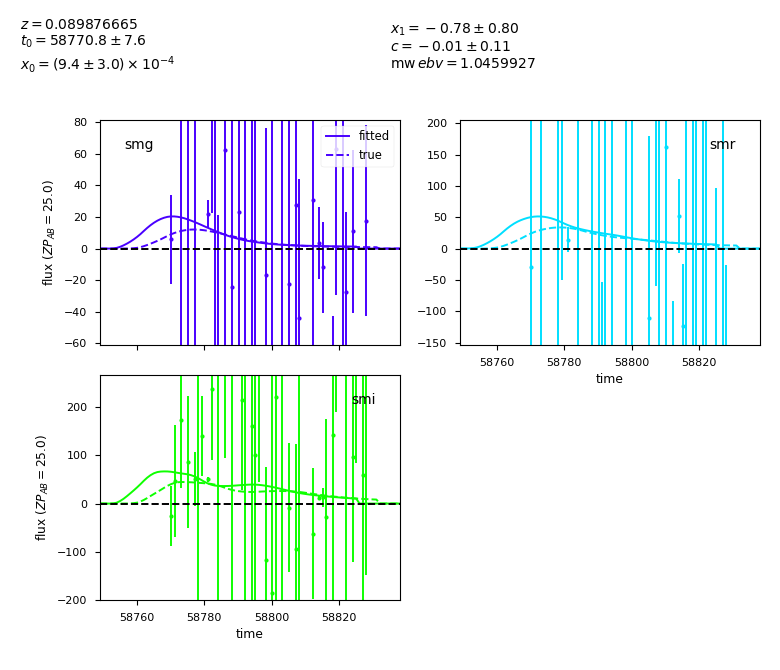 z = 0.089876665
t0 = 58770.8 ± 7.6
x0 = (9.4 ± 3.0) × 10^−4
x1 = −0.78 ± 0.80
c = −0.01 ± 0.11
mw ebv = 1.0459927
80
60
40
20
0
−20
−40
−60
flux (ZP_AB = 25.0)
smg
fitted
true
200
150
100
50
0
−50
−100
−150
smr
58760 58780 58800 58820
time
200
100
0
−100
−200
flux (ZP_AB = 25.0)
smi
58760 58780 58800 58820
time